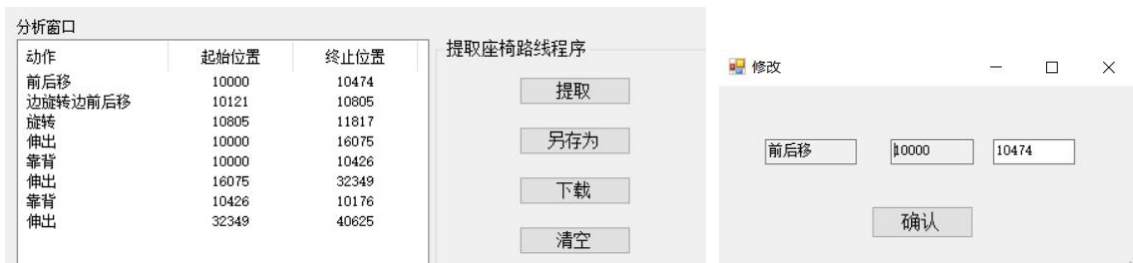 分析窗口
动作 起始位置 终止位置
前后移 10000 10474
边旋转边前后移 10121 10805
旋转 10805 11817
伸出 10000 16075
靠背 10000 10426
伸出 16075 32349
靠背 10426 10176
伸出 32349 40625
提取座椅路线程序
提取
另存为
下载
清空
修改
前后移 10000 10474
确认